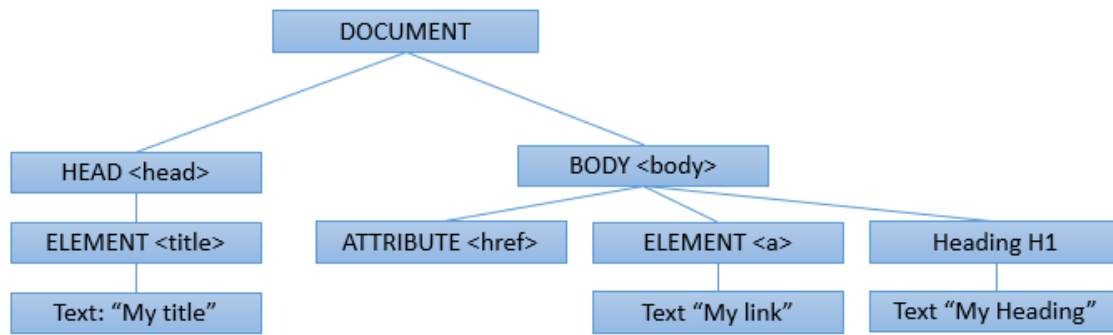 DOCUMENT
HEAD <head>
BODY <body>
ELEMENT <title>
ATTRIBUTE <href>
ELEMENT <a>
Heading H1
Text: “My title”
Text “My link”
Text “My Heading”